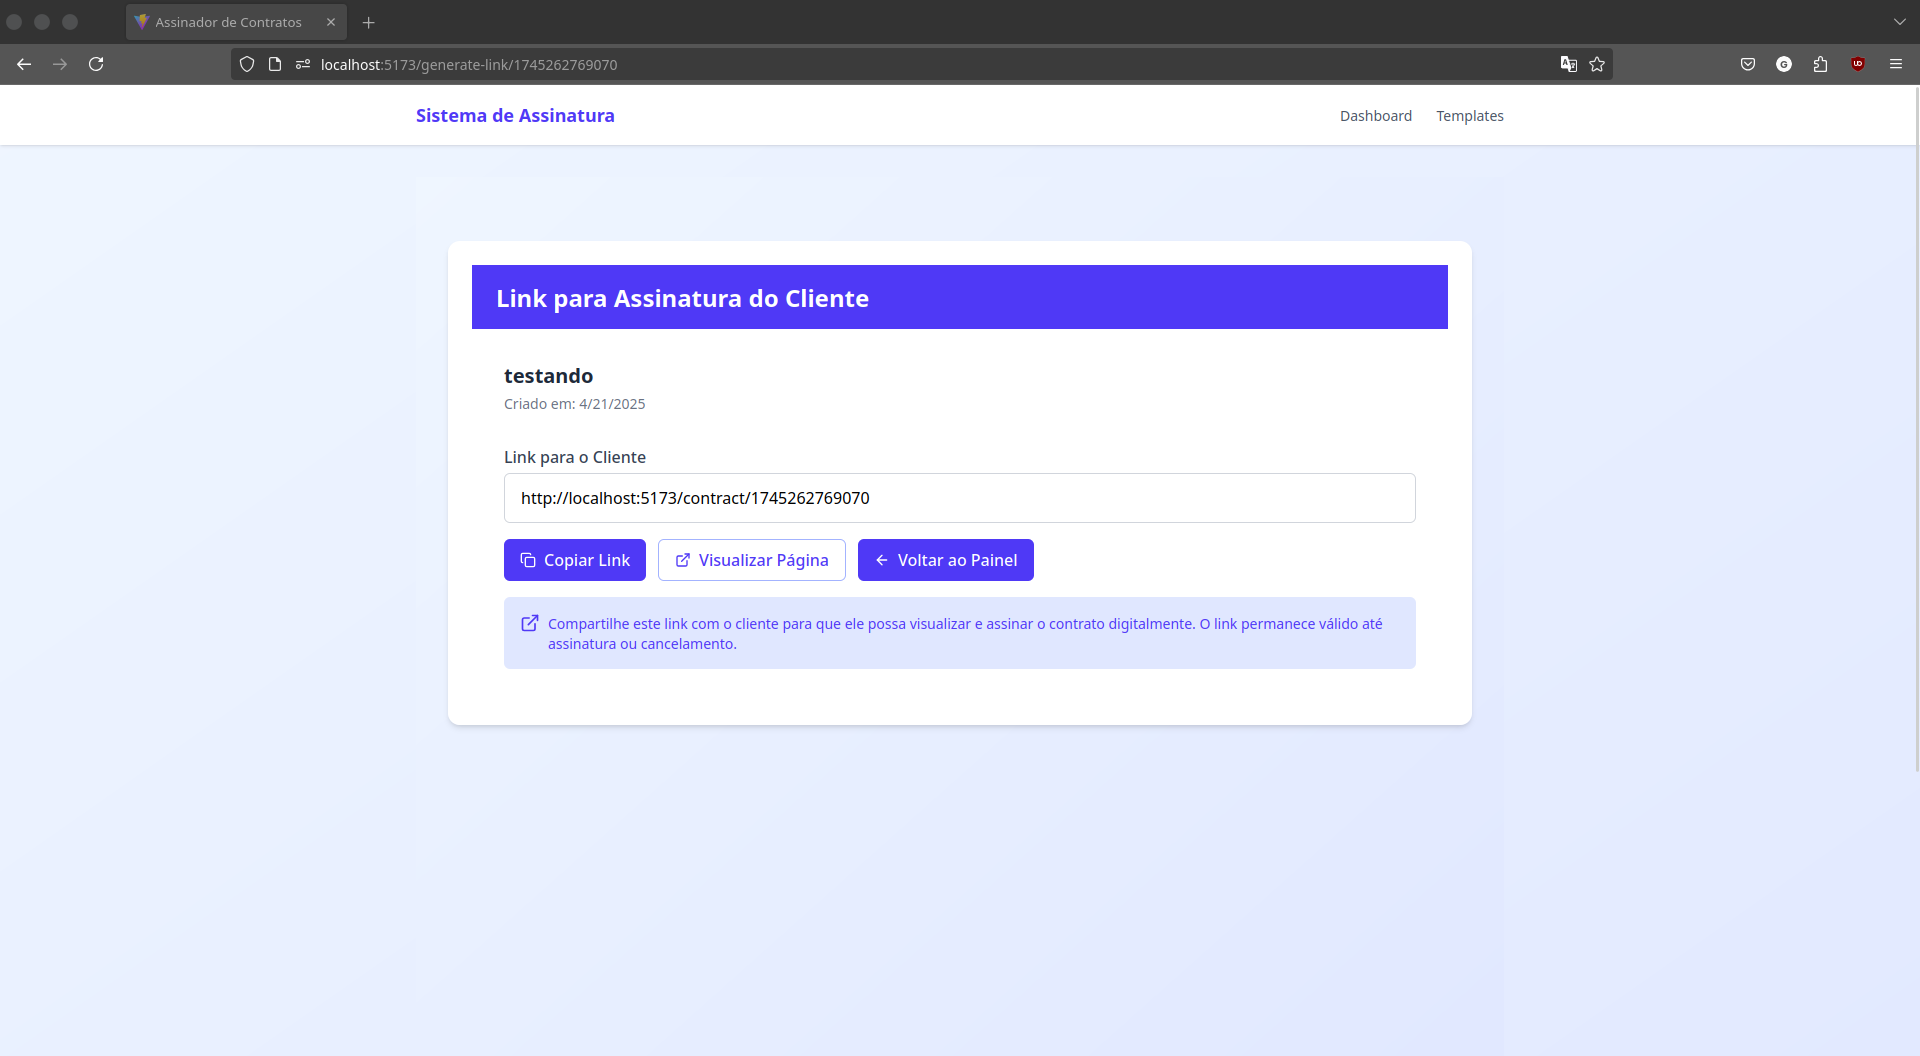 Assinador de Contratos
localhost:5173/generate-link/1745262769070
Sistema de Assinatura
Dashboard
Templates
Link para Assinatura do Cliente
testando
Criado em: 4/21/2025
Link para o Cliente
http://localhost:5173/contract/1745262769070
Copiar Link
Visualizar Página
Voltar ao Painel
Compartilhe este link com o cliente para que ele possa visualizar e assinar o contrato digitalmente. O link permanece válido até
assinatura ou cancelamento.